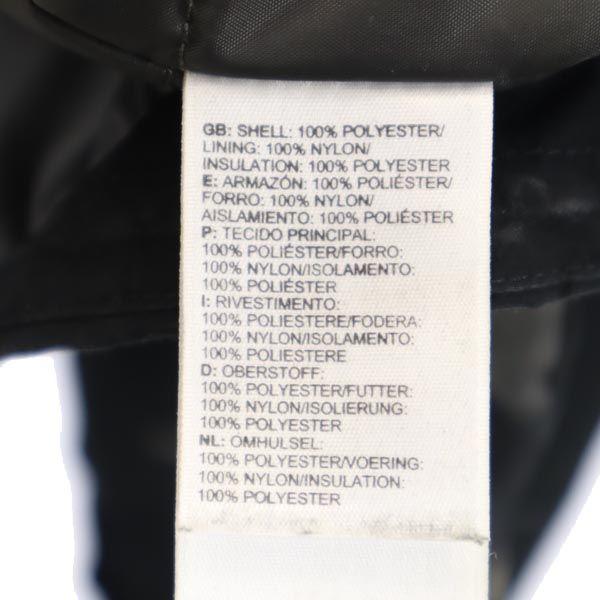 GB: SHELL: 100% POLYESTER/
LINING: 100% NYLON/
INSULATION: 100% POLYESTER
E: ARMAZÓN: 100% POLIÉSTER/
FORRO: 100% NYLON/
AISLAMIENTO: 100% POLIÉSTER
P: TECIDO PRINCIPAL:
100% POLIÉSTER/FORRO:
100% NYLON/ISOLAMENTO:
100% POLIÉSTER
I: RIVESTIMENTO:
100% POLIESTERE/FODERA:
100% NYLON/ISOLAMENTO:
100% POLIESTERE
D: OBERSTOFF:
100% POLYESTER/FUTTER:
100% NYLON/ISOLIERUNG:
100% POLYESTER
NL: OMHULSEL:
100% POLYESTER/VOERING:
100% NYLON/INSULATION:
100% POLYESTER